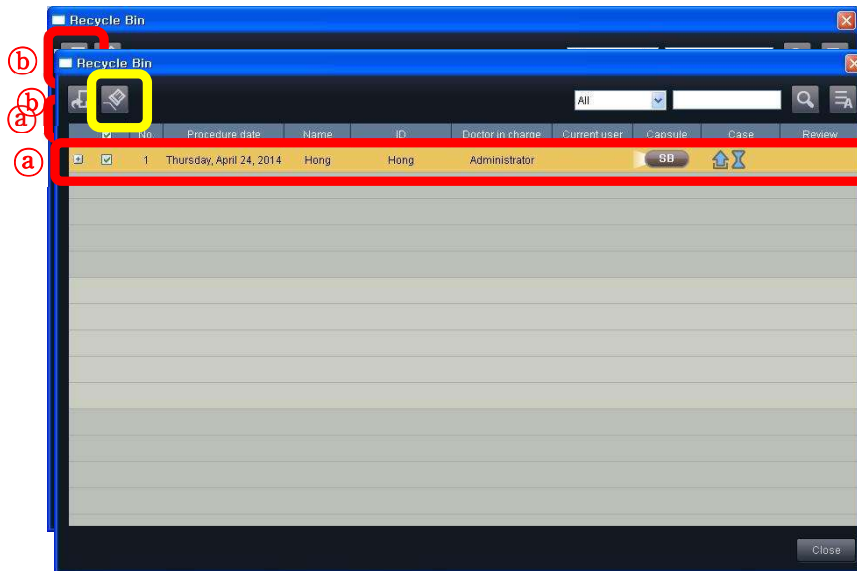 Recycle Bin
ⓑ
Recycle Bin
ⓑ
ⓐ
All
No. Procedure date Name ID Doctor in charge Current user Capsule Case Review
ⓐ
1 Thursday, April 24, 2014 Hong Hong Administrator SB
Close